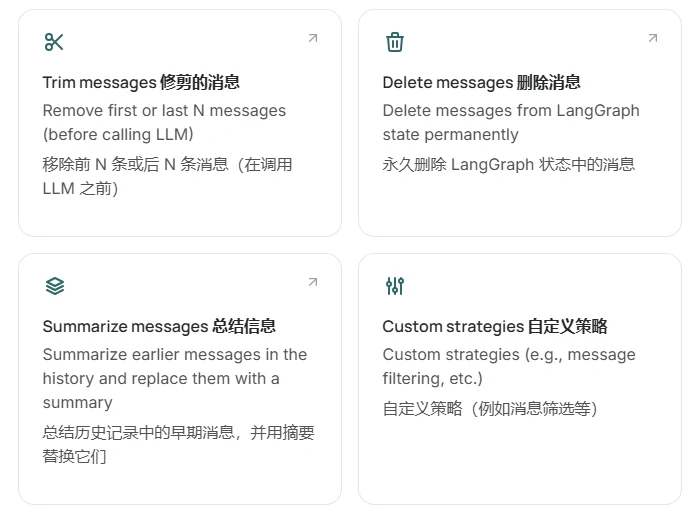 Trim messages 修剪的消息
Remove first or last N messages
(before calling LLM)
移除前 N 条或后 N 条消息（在调用
LLM 之前）
Delete messages 删除消息
Delete messages from LangGraph
state permanently
永久删除 LangGraph 状态中的消息
Summarize messages 总结信息
Summarize earlier messages in the
history and replace them with a
summary
总结历史记录中的早期消息，并用摘要
替换它们
Custom strategies 自定义策略
Custom strategies (e.g., message
filtering, etc.)
自定义策略（例如消息筛选等）